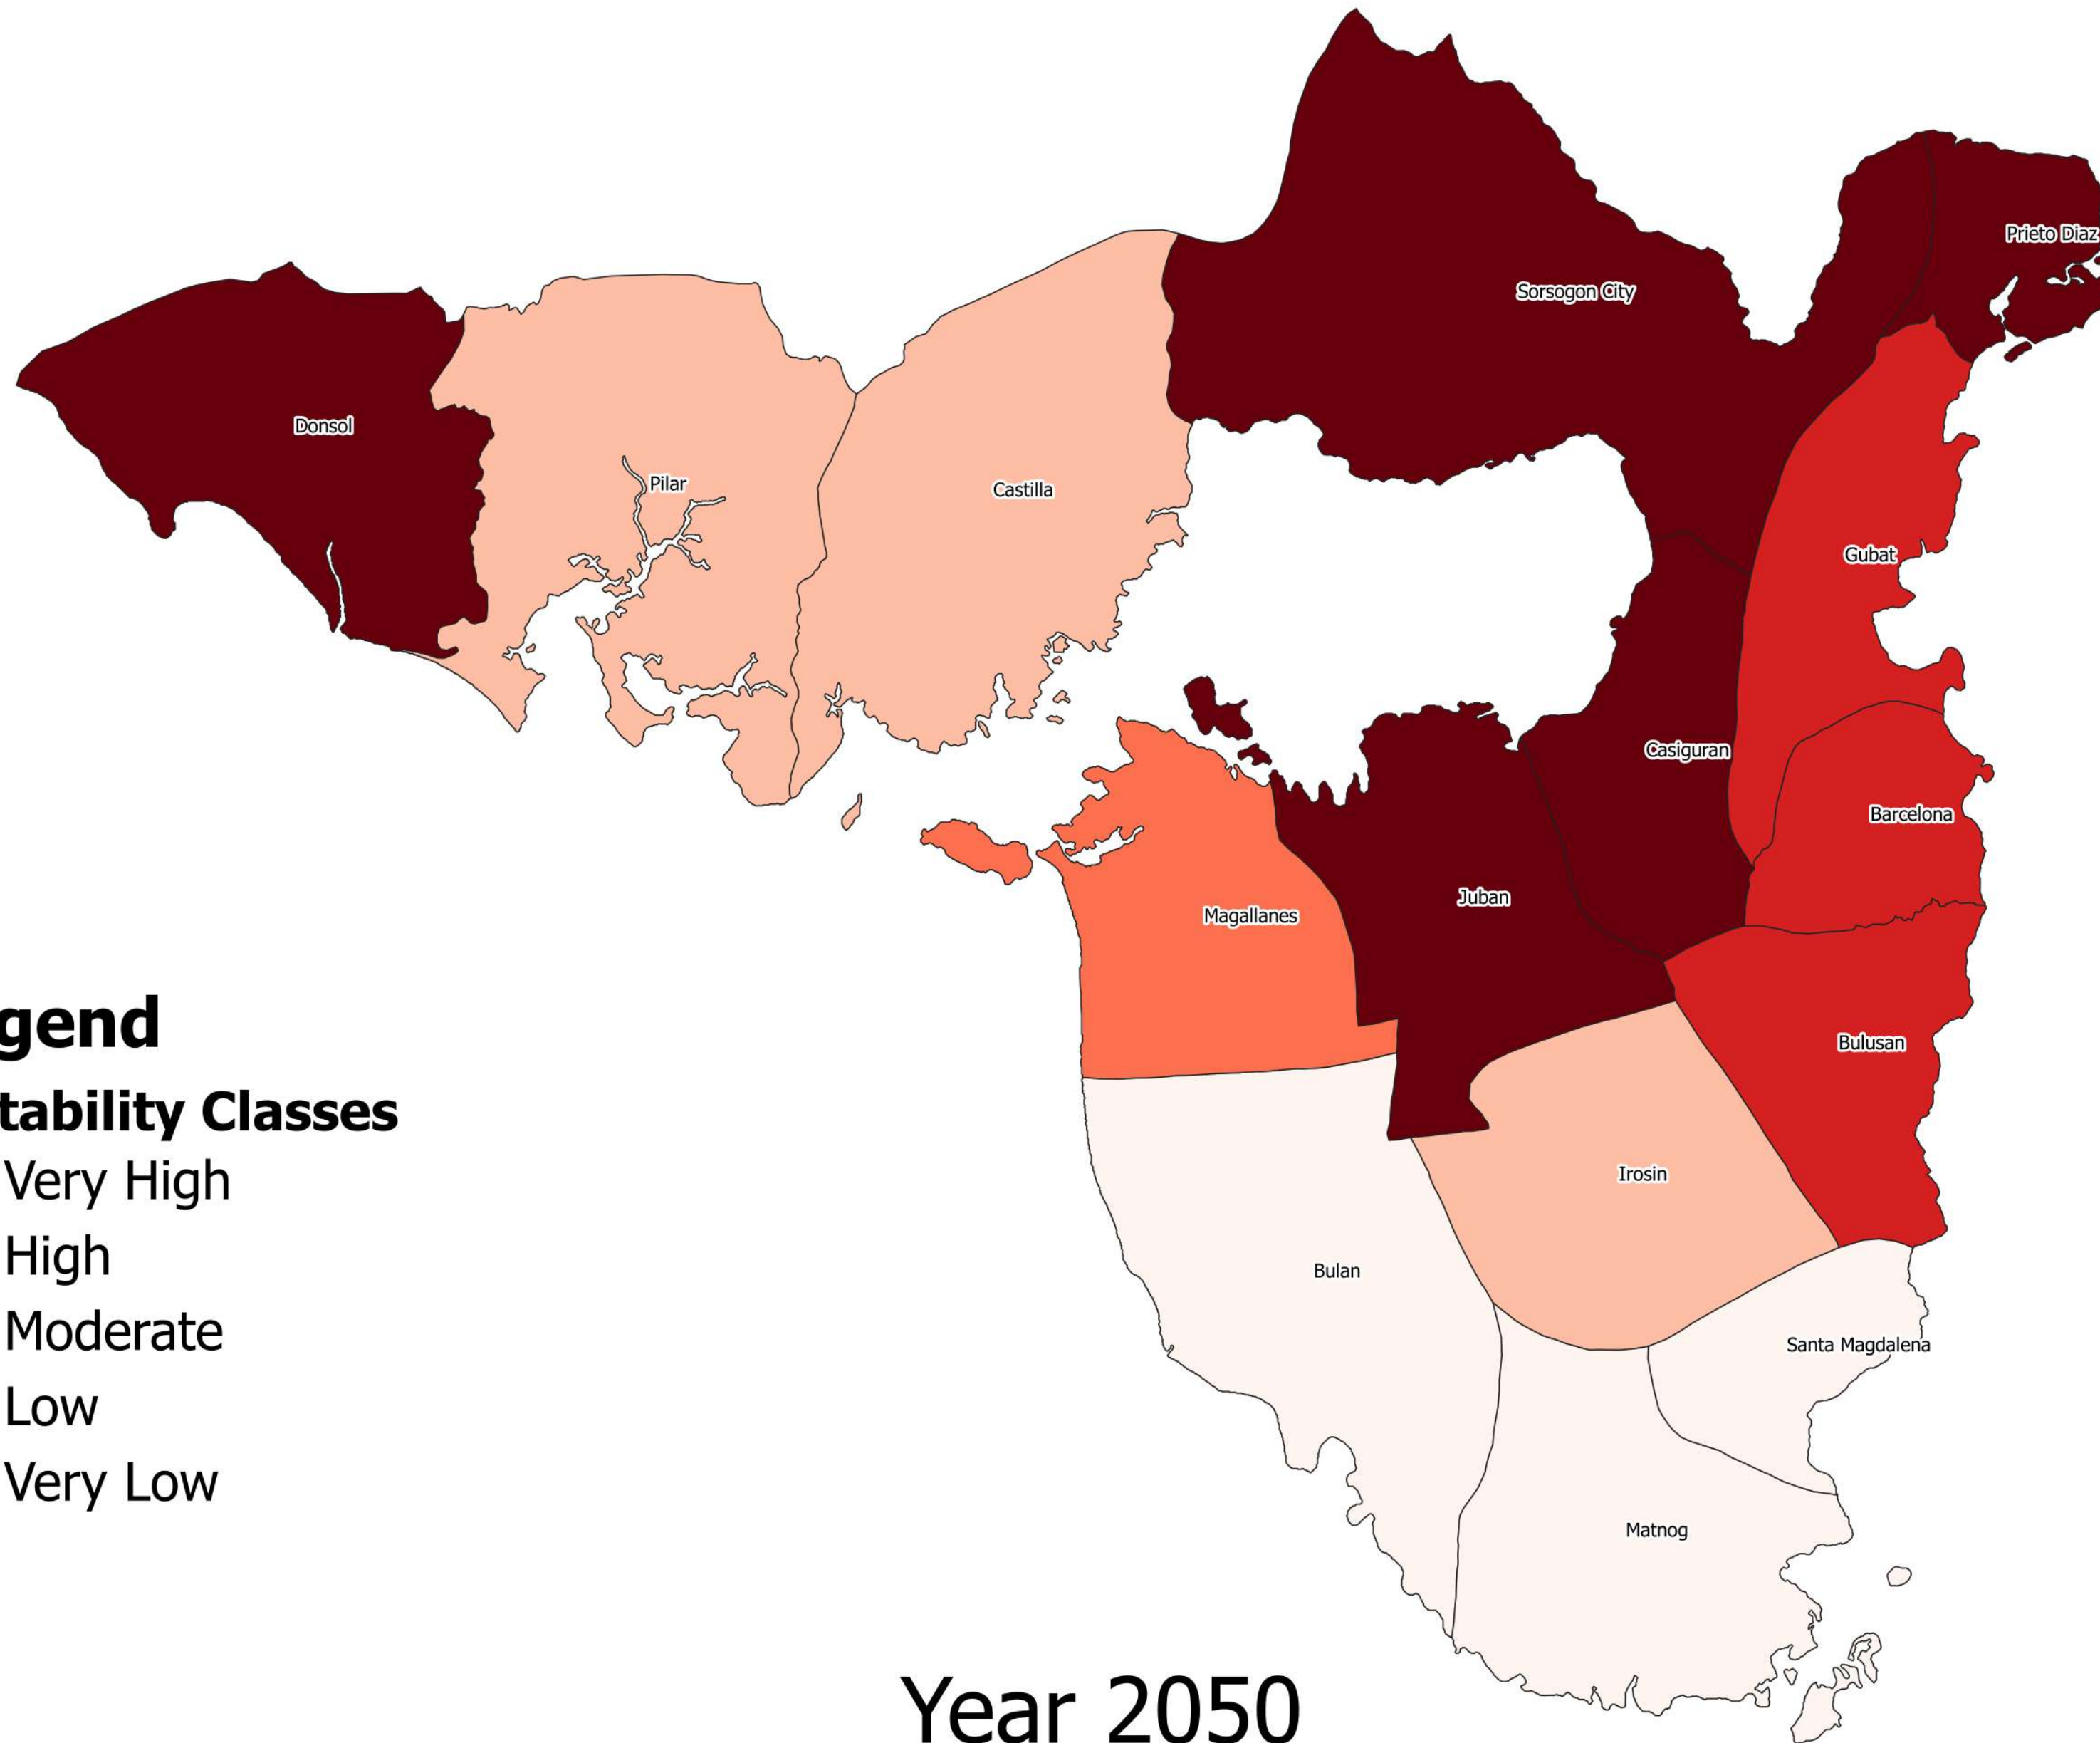 Prieto Diaz
Sorsogon City
Donsol
Pilar
Castilla
Gubat
Casiguran
Barcelona
Juban
Magallanes
Bulusan
Irosin
Bulan
Santa Magdalena
Matnog
gend
tability Classes
Very High
High
Moderate
Low
Very Low
Year 2050